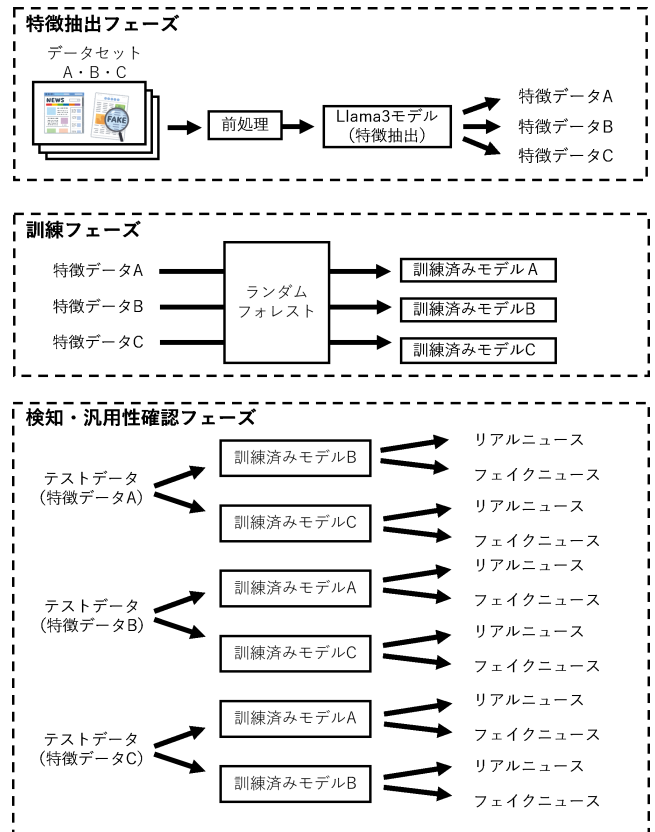 特徴抽出フェーズ
データセット
A・B・C
NEWS
FAKE
前処理
Llama3モデル
(特徴抽出)
特徴データA
特徴データB
特徴データC
訓練フェーズ
特徴データA
特徴データB
特徴データC
ランダム
フォレスト
訓練済みモデルA
訓練済みモデルB
訓練済みモデルC
検知・汎用性確認フェーズ
テストデータ
(特徴データA)
訓練済みモデルB
リアルニュース
フェイクニュース
訓練済みモデルC
リアルニュース
フェイクニュース
テストデータ
(特徴データB)
訓練済みモデルA
リアルニュース
フェイクニュース
訓練済みモデルC
リアルニュース
フェイクニュース
テストデータ
(特徴データC)
訓練済みモデルA
リアルニュース
フェイクニュース
訓練済みモデルB
リアルニュース
フェイクニュース